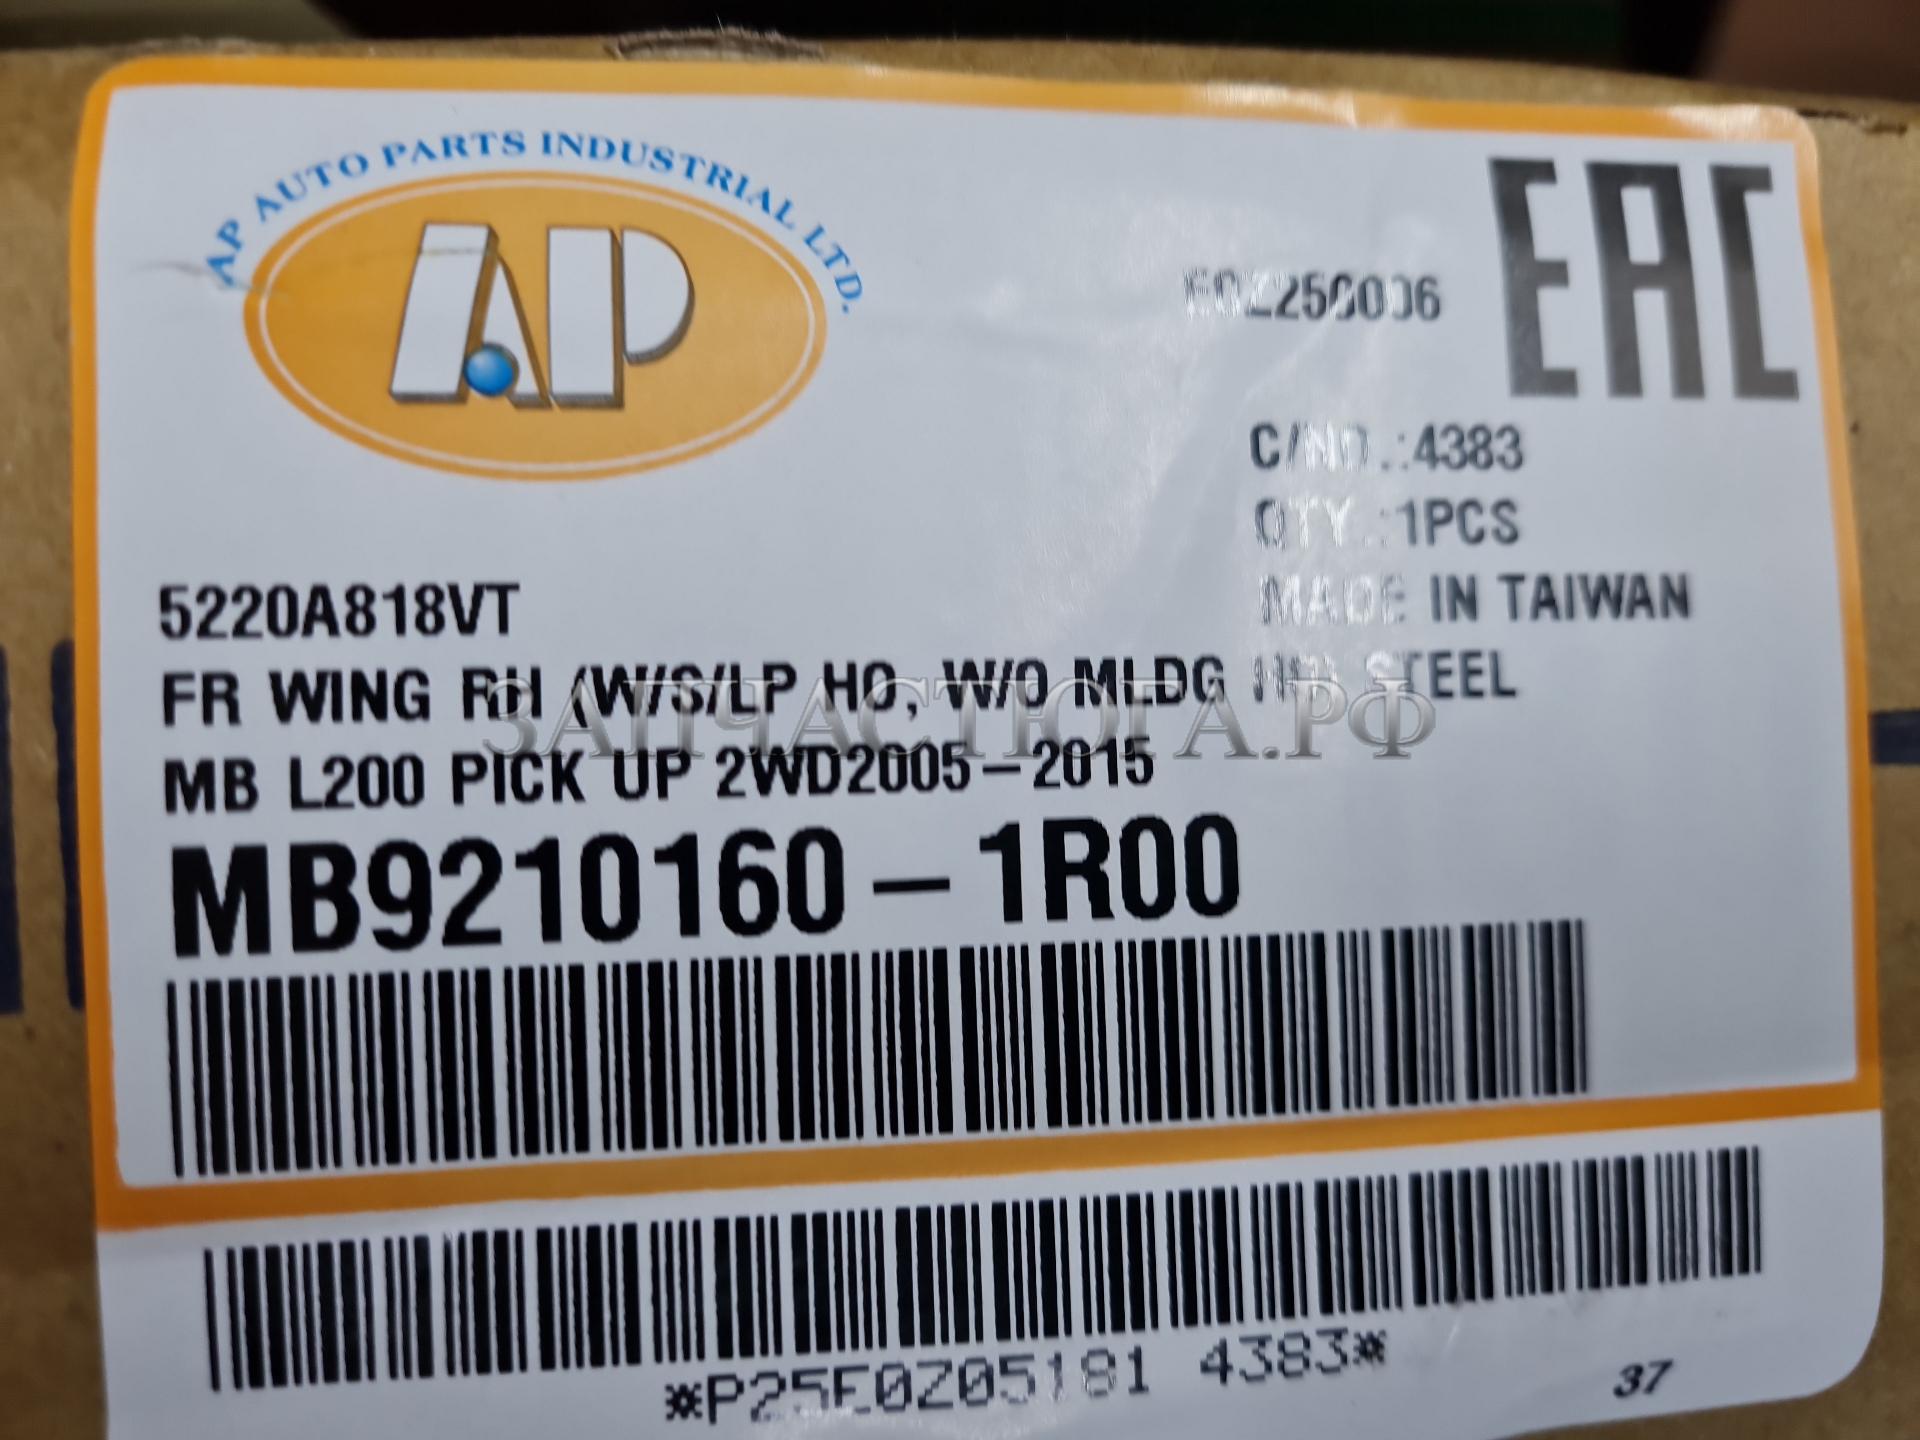 AP AUTO PARTS INDUSTRIAL LTD.
AP
EAC
C/NO.:4383
QTY.:1PCS
MADE IN TAIWAN
5220A818VT
FR WING RH (W/S/LP HO, W/O MLDG STEEL
MB L200 PICK UP 2WD2005-2015
MB9210160-1R00
ЗАПЧАСТЮГА.РФ
*P25E0Z05181 4383*
37